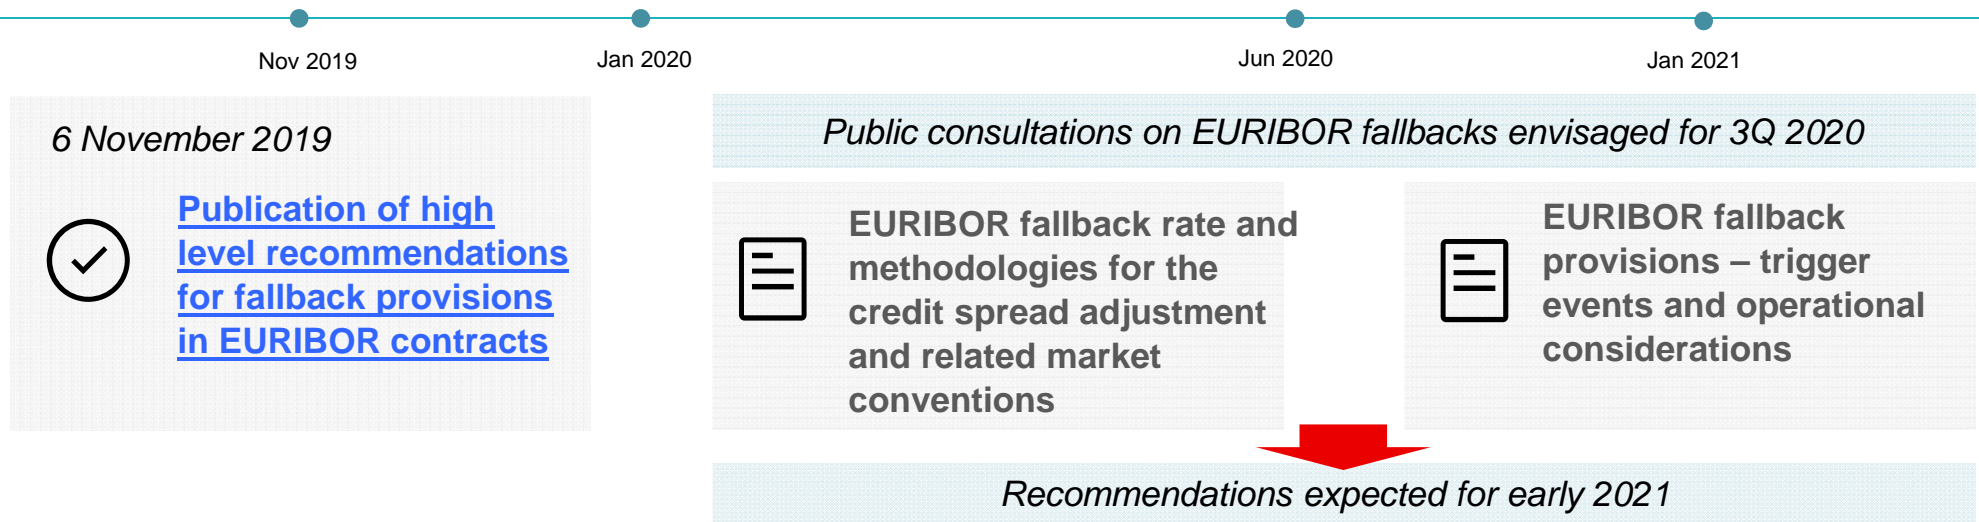 Nov 2019
Jan 2020
Jun 2020
Jan 2021
6 November 2019
Publication of high
level recommendations
for fallback provisions
in EURIBOR contracts
Public consultations on EURIBOR fallbacks envisaged for 3Q 2020
EURIBOR fallback rate and
methodologies for the
credit spread adjustment
and related market
conventions
EURIBOR fallback
provisions – trigger
events and operational
considerations
Recommendations expected for early 2021